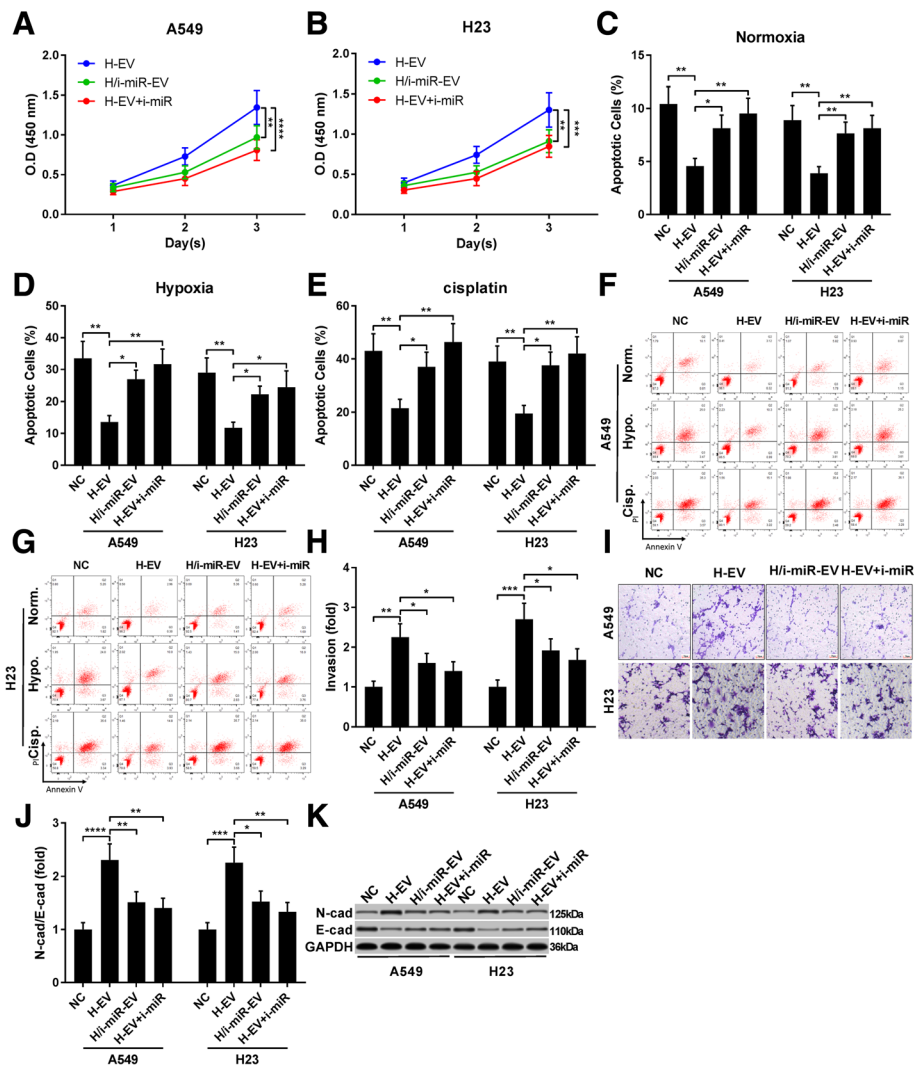 A
A549
H-EV
H/i-miR-EV
H-EV+i-miR
O.D (450 nm)
2.0
1.5
1.0
0.5
0.0
1 2 3
Day(s)
**
****
B
H23
H-EV
H/i-miR-EV
H-EV+i-miR
O.D (450 nm)
2.0
1.5
1.0
0.5
0.0
1 2 3
Day(s)
**
***
C
Normoxia
Apoptotic Cells (%)
15
10
5
0
** ** *
** ** **
NC H-EV H/i-miR-EV H-EV+i-miR NC H-EV H/i-miR-EV H-EV+i-miR
A549 H23
D
Hypoxia
Apoptotic Cells (%)
50
40
30
20
10
0
** ** *
** * *
NC H-EV H/i-miR-EV H-EV+i-miR NC H-EV H/i-miR-EV H-EV+i-miR
A549 H23
E
cisplatin
Apoptotic Cells (%)
60
40
20
0
** ** *
** ** *
NC H-EV H/i-miR-EV H-EV+i-miR NC H-EV H/i-miR-EV H-EV+i-miR
A549 H23
F
NC H-EV H/i-miR-EV H-EV+i-miR
A549
Norm.
Hypo.
Cisp.
PI
Annexin V
G
NC H-EV H/i-miR-EV H-EV+i-miR
H23
Norm.
Hypo.
Cisp.
PI
Annexin V
H
Invasion (fold)
4
3
2
1
0
** * *
*** * *
NC H-EV H/i-miR-EV H-EV+i-miR NC H-EV H/i-miR-EV H-EV+i-miR
A549 H23
I
NC H-EV H/i-miR-EV H-EV+i-miR
A549
H23
J
N-cad/E-cad (fold)
3
2
1
0
**** ** **
*** * **
NC H-EV H/i-miR-EV H-EV+i-miR NC H-EV H/i-miR-EV H-EV+i-miR
A549 H23
K
NC H-EV H/i-miR-EV H-EV+i-miR NC H-EV H/i-miR-EV H-EV+i-miR
N-cad 125kDa
E-cad 110kDa
GAPDH 36kDa
A549 H23